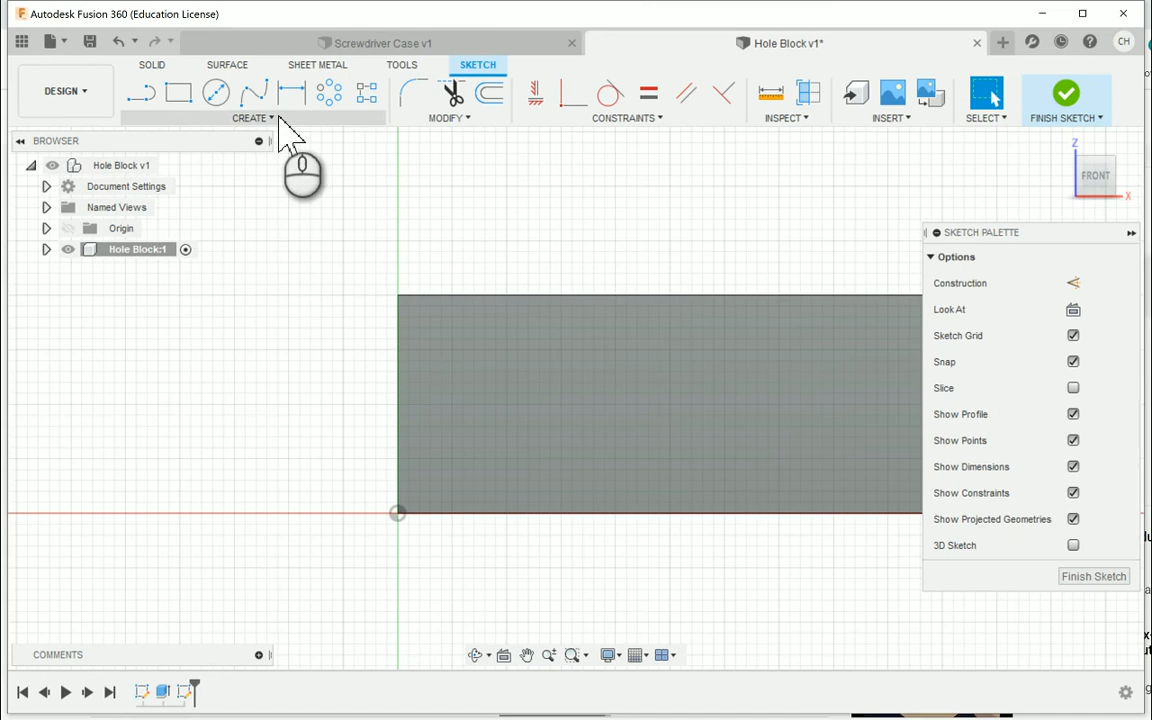 Autodesk Fusion 360 (Education License)
Screwdriver Case v1
Hole Block v1*
CH
DESIGN
SOLID
SURFACE
SHEET METAL
TOOLS
SKETCH
CREATE
MODIFY
CONSTRAINTS
INSPECT
INSERT
SELECT
FINISH SKETCH
BROWSER
Hole Block v1
Document Settings
Named Views
Origin
Hole Block:1
Z
FRONT
X
SKETCH PALETTE
Options
Construction
Look At
Sketch Grid
Snap
Slice
Show Profile
Show Points
Show Dimensions
Show Constraints
Show Projected Geometries
3D Sketch
Finish Sketch
COMMENTS